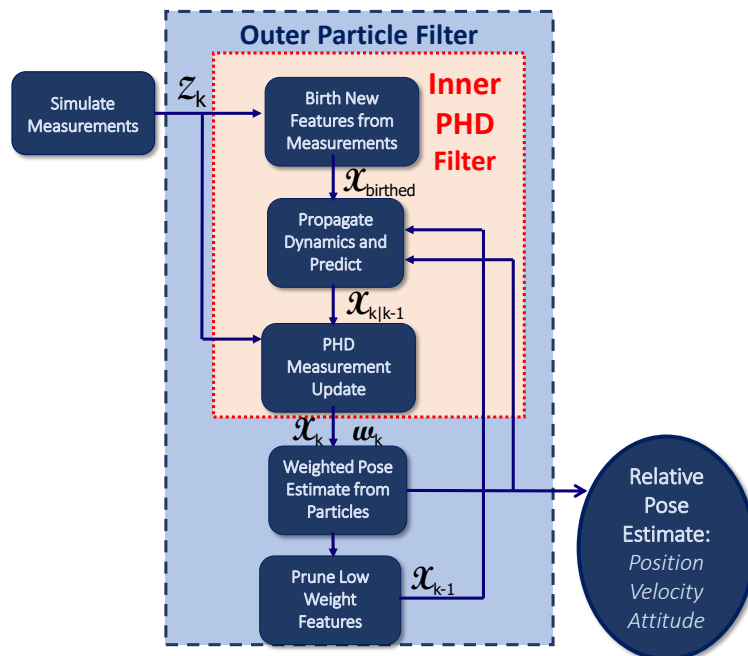 Outer Particle Filter
Simulate
Measurements
𝒵k
Birth New
Features from
Measurements
Inner
PHD
Filter
𝒳birthed
Propagate
Dynamics and
Predict
𝒳k|k-1
PHD
Measurement
Update
𝒳k 𝓌k
Weighted Pose
Estimate from
Particles
Prune Low
Weight
Features
𝒳k-1
Relative
Pose
Estimate:
Position
Velocity
Attitude